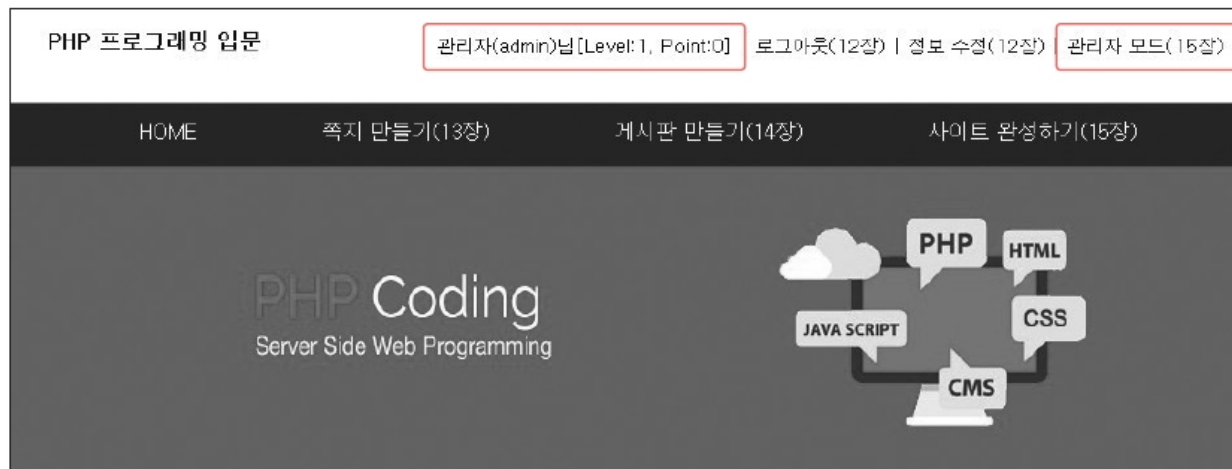 PHP 프로그래밍 입문
관리자(admin)님[Level:1, Point:0] 로그아웃(12장) | 정보 수정(12장) | 관리자 모드(15장)
HOME 쪽지 만들기(13장) 게시판 만들기(14장) 사이트 완성하기(15장)
PHP Coding
Server Side Web Programming
PHP
HTML
JAVA SCRIPT
CSS
CMS